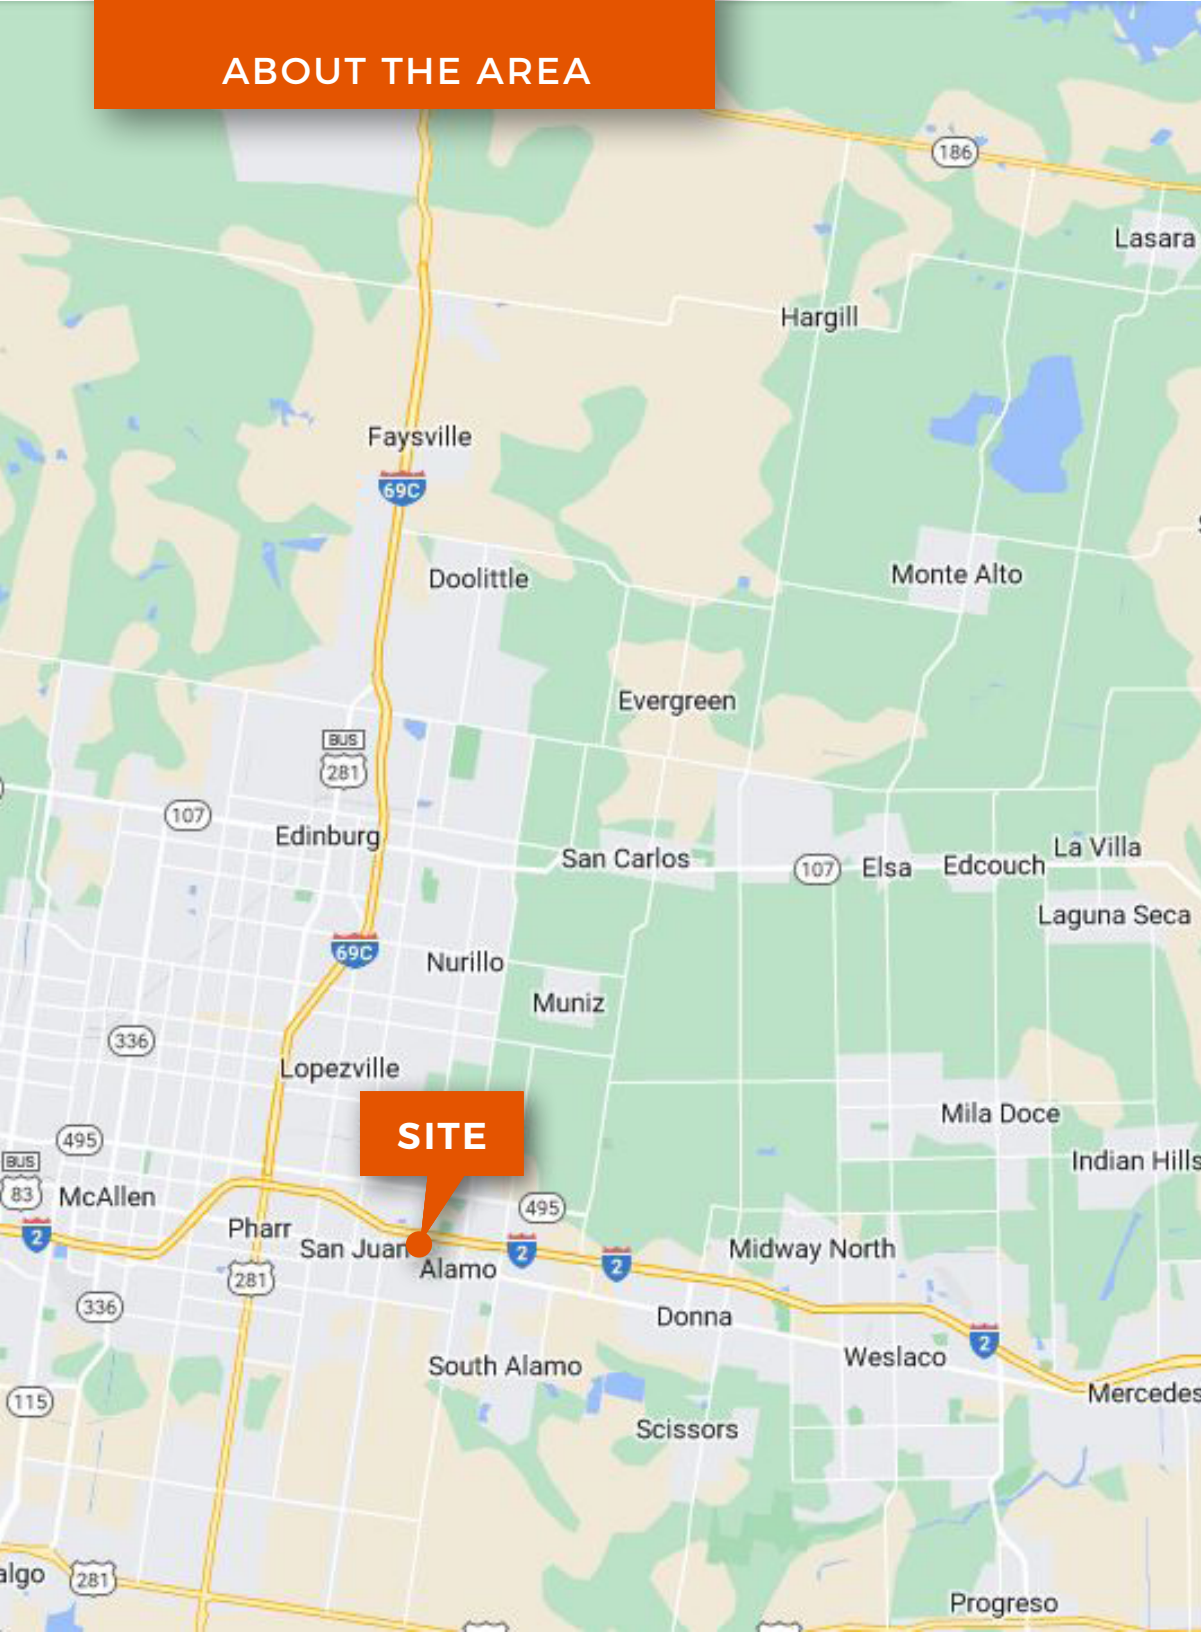 ABOUT THE AREA
186
Lasara
Hargill
Faysville
69C
Doolittle
Monte Alto
Evergreen
BUS
281
107
Edinburg
San Carlos
107
Elsa
Edcouch
La Villa
Laguna Seca
69C
Nurillo
Muniz
336
Lopezville
Mila Doce
SITE
495
BUS
83
McAllen
Indian Hills
495
2
Pharr
San Juan
2
2
Midway North
Alamo
281
336
Donna
2
Weslaco
South Alamo
Mercedes
115
Scissors
algo
281
Progreso